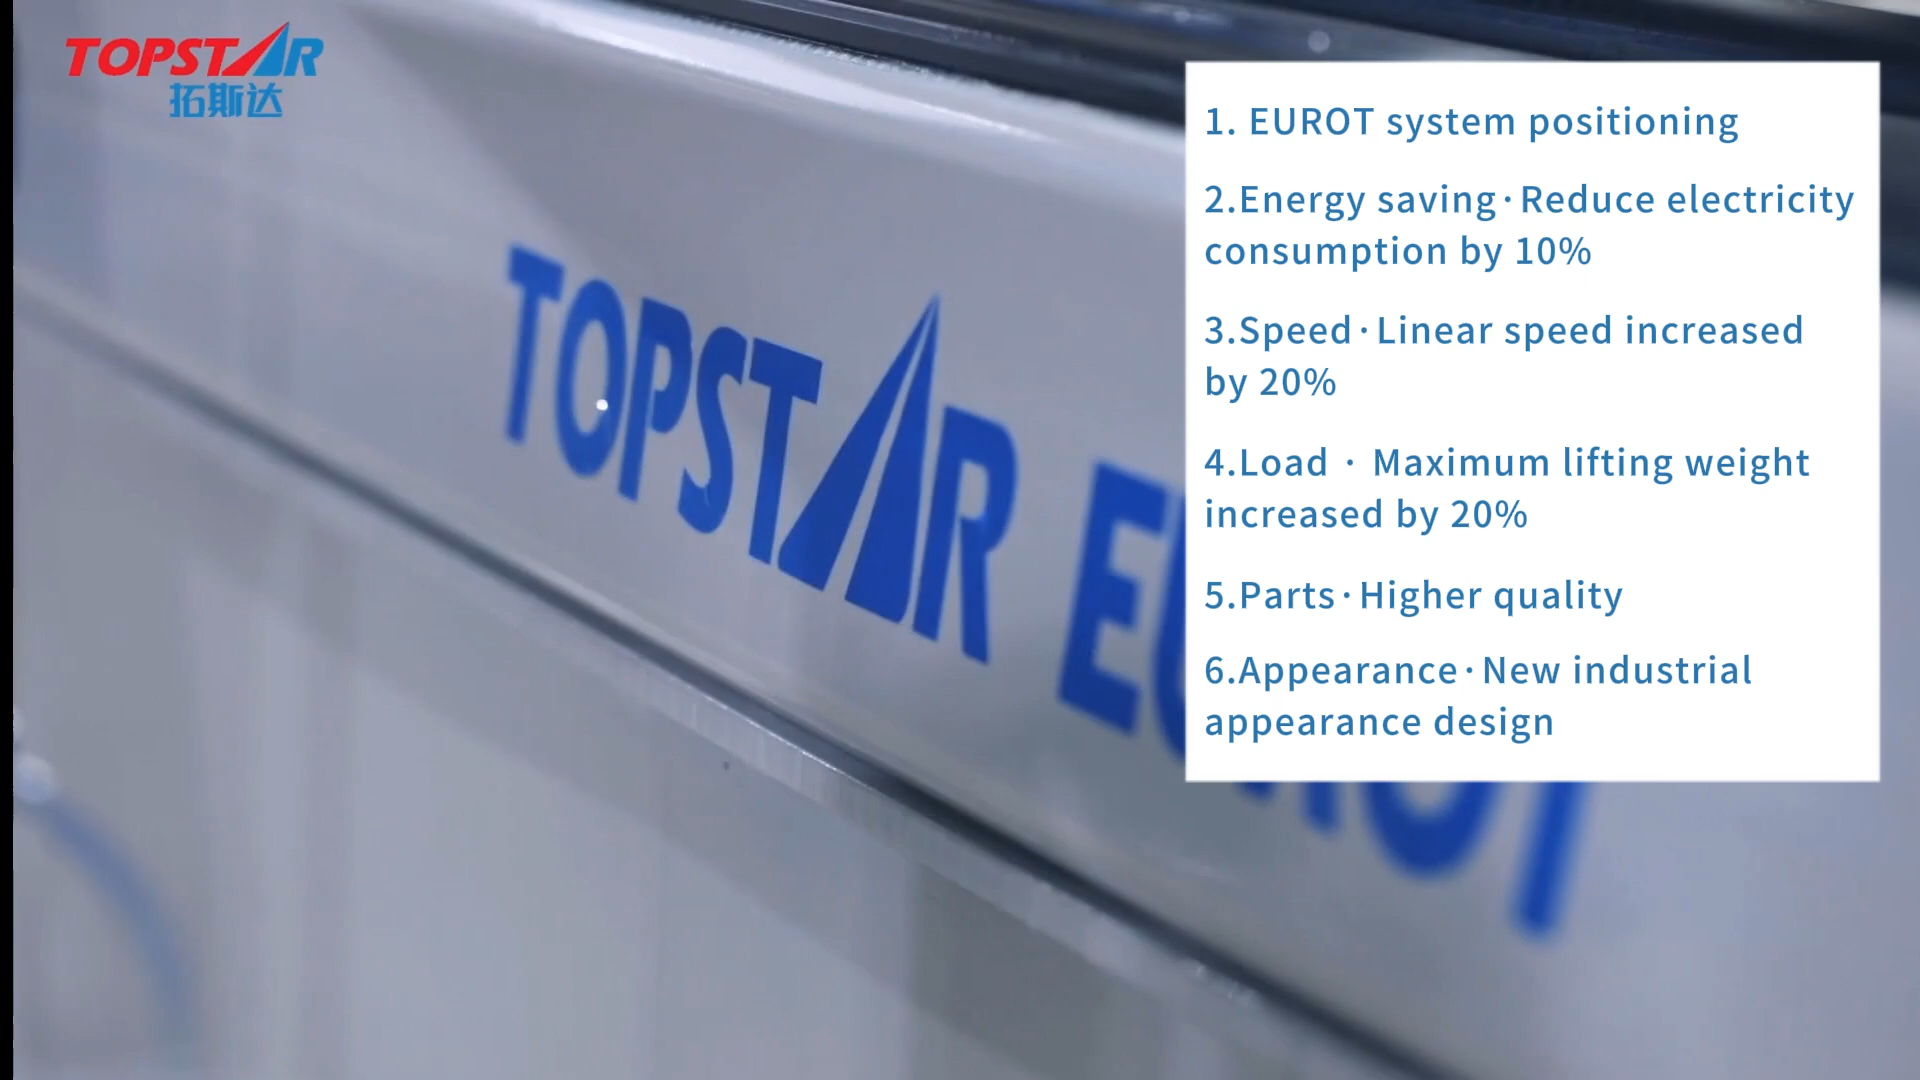 TOPSTAR
拓斯达
TOPSTAR EUROT
1. EUROT system positioning
2.Energy saving·Reduce electricity
consumption by 10%
3.Speed·Linear speed increased
by 20%
4.Load · Maximum lifting weight
increased by 20%
5.Parts·Higher quality
6.Appearance·New industrial
appearance design